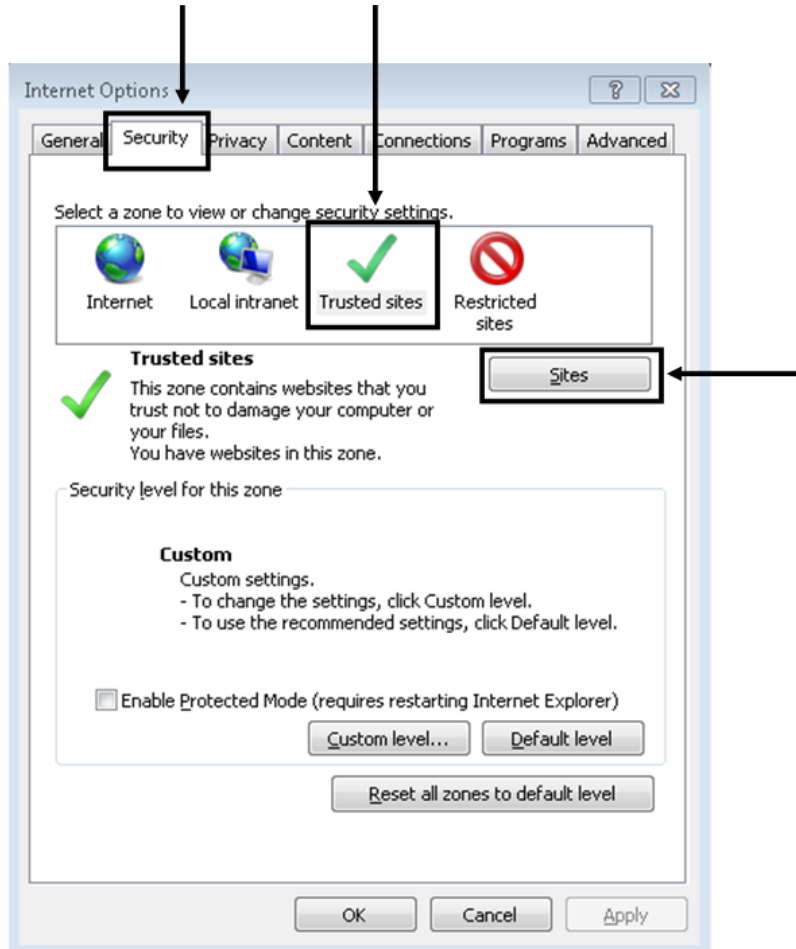 Internet Options
General Security Privacy Content Connections Programs Advanced
Select a zone to view or change security settings.
Internet Local intranet Trusted sites Restricted sites
Trusted sites
Sites
This zone contains websites that you
trust not to damage your computer or
your files.
You have websites in this zone.
Security level for this zone
Custom
Custom settings.
- To change the settings, click Custom level.
- To use the recommended settings, click Default level.
Enable Protected Mode (requires restarting Internet Explorer)
Custom level... Default level
Reset all zones to default level
OK Cancel Apply